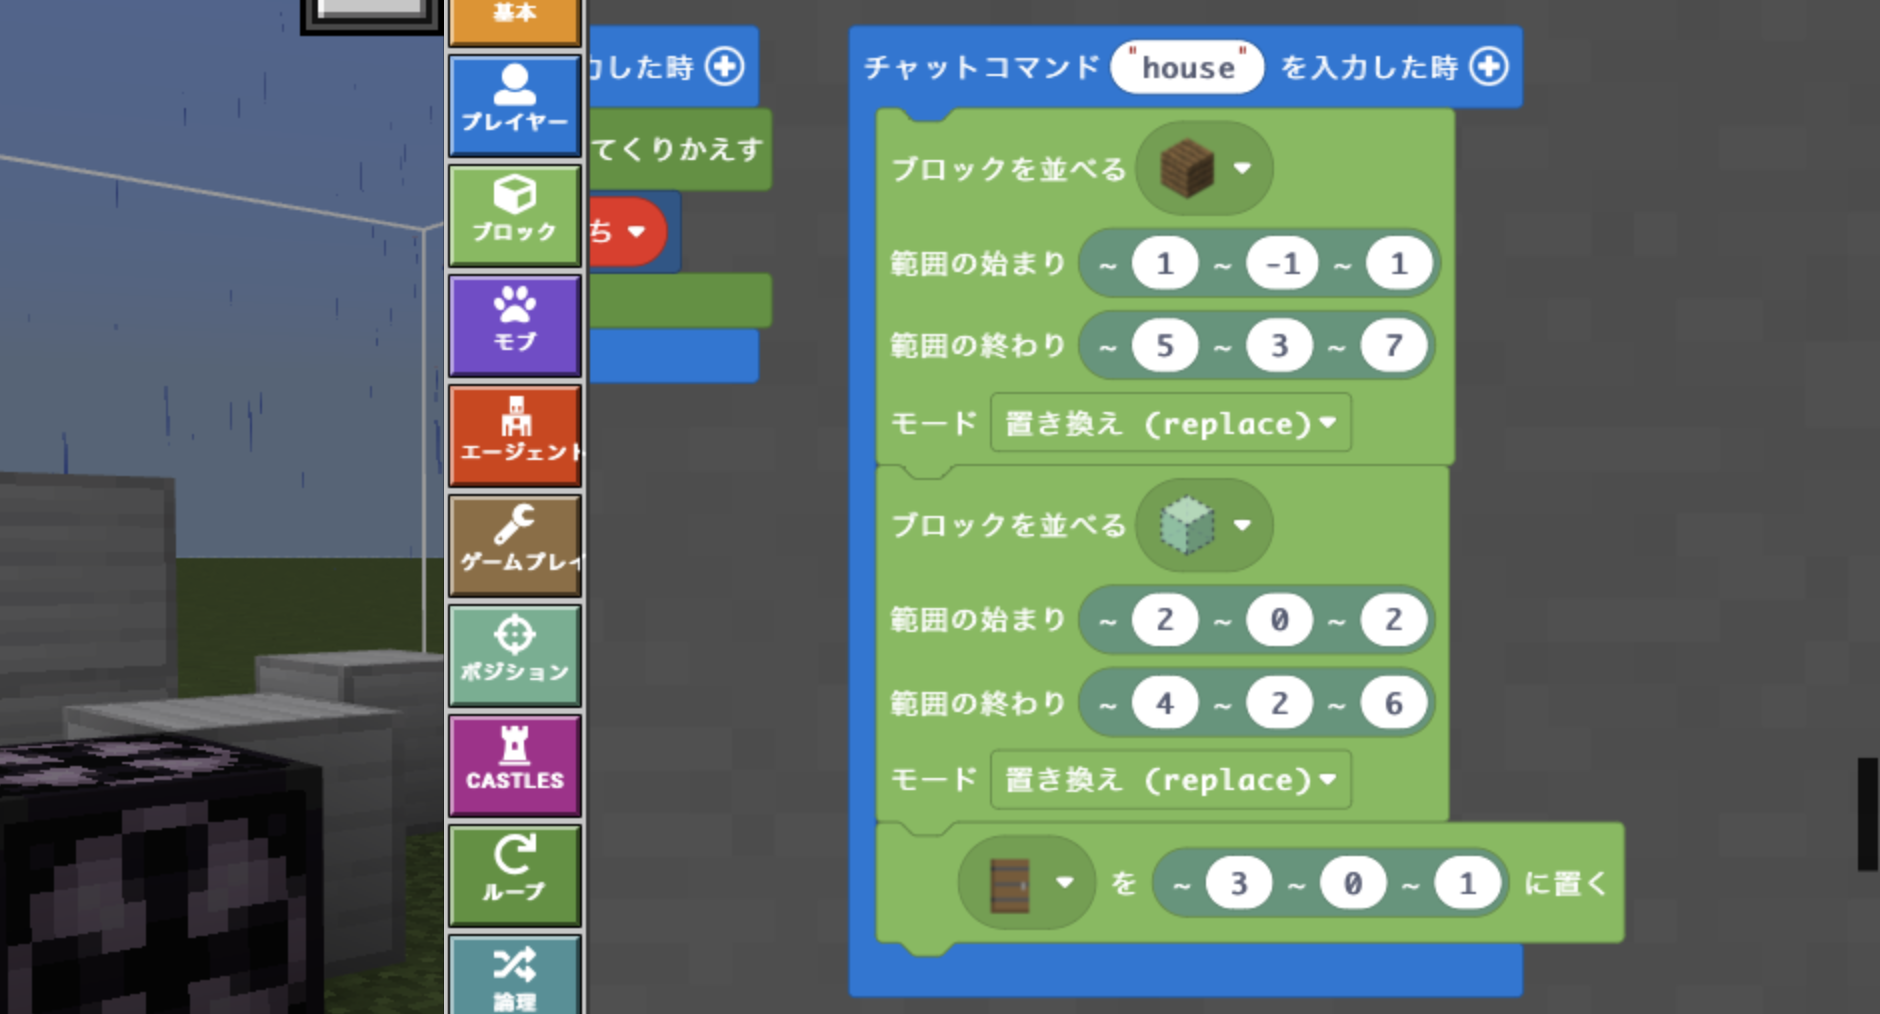 基本
プレイヤー
ブロック
モブ
エージェント
ゲームプレイ
ポジション
CASTLES
ループ
論理
した時
てくりかえす
ち
チャットコマンド "house" を入力した時
ブロックを並べる
範囲の始まり ~ 1 ~ -1 ~ 1
範囲の終わり ~ 5 ~ 3 ~ 7
モード 置き換え (replace)
ブロックを並べる
範囲の始まり ~ 2 ~ 0 ~ 2
範囲の終わり ~ 4 ~ 2 ~ 6
モード 置き換え (replace)
を ~ 3 ~ 0 ~ 1 に置く